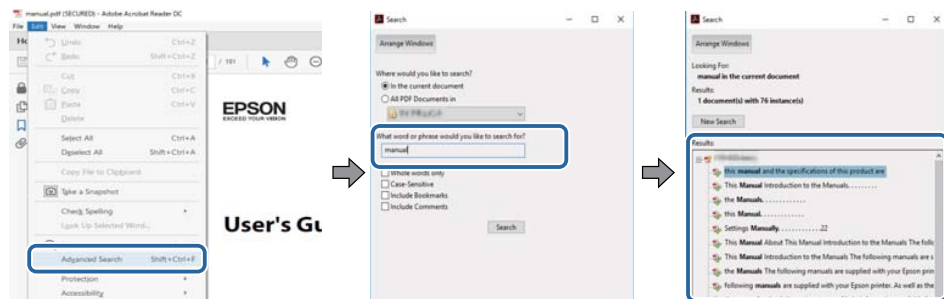 manual.pdf (SECURED) - Adobe Acrobat Reader DC
File Edit View Window Help
Undo Ctrl+Z
Redo Shift+Ctrl+Z
Cut Ctrl+X
Copy Ctrl+C
Paste Ctrl+V
Delete
Select All Ctrl+A
Deselect All Shift+Ctrl+A
Copy File to Clipboard
Take a Snapshot
Check Spelling
Look Up Selected Word...
Advanced Search Shift+Ctrl+F
Protection
Accessibility
/ 191
EPSON
EXCEED YOUR VISION
User's Gu
Search
Arrange Windows
Where would you like to search?
In the current document
All PDF Documents in
What word or phrase would you like to search for?
manual
Whole words only
Case-Sensitive
Include Bookmarks
Include Comments
Search
Search
Arrange Windows
Looking For:
manual in the current document
Results:
1 document(s) with 76 instance(s)
New Search
Results:
this manual and the specifications of this product are
This Manual Introduction to the Manuals.........
the Manuals............
this Manual............
Settings Manually............22
This Manual About This Manual Introduction to the Manuals The follo
This Manual Introduction to the Manuals The following manuals are s
the Manuals The following manuals are supplied with your Epson prin
following manuals are supplied with your Epson printer. As well as the